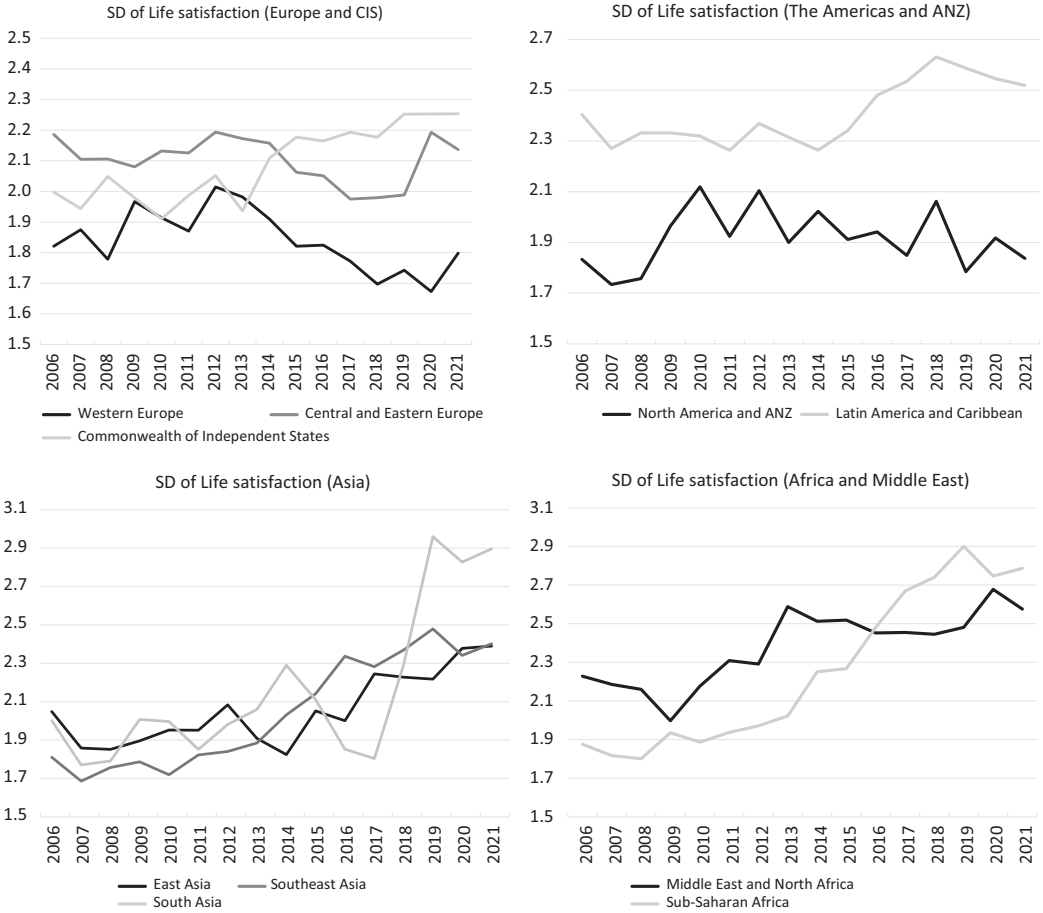 SD of Life satisfaction (Europe and CIS)
2.5
2.4
2.3
2.2
2.1
2.0
1.9
1.8
1.7
1.6
1.5
2006 2007 2008 2009 2010 2011 2012 2013 2014 2015 2016 2017 2018 2019 2020 2021
Western Europe Central and Eastern Europe
Commonwealth of Independent States
SD of Life satisfaction (The Americas and ANZ)
2.7
2.5
2.3
2.1
1.9
1.7
1.5
2006 2007 2008 2009 2010 2011 2012 2013 2014 2015 2016 2017 2018 2019 2020 2021
North America and ANZ Latin America and Caribbean
SD of Life satisfaction (Asia)
3.1
2.9
2.7
2.5
2.3
2.1
1.9
1.7
1.5
2006 2007 2008 2009 2010 2011 2012 2013 2014 2015 2016 2017 2018 2019 2020 2021
East Asia Southeast Asia
South Asia
SD of Life satisfaction (Africa and Middle East)
3.1
2.9
2.7
2.5
2.3
2.1
1.9
1.7
1.5
2006 2007 2008 2009 2010 2011 2012 2013 2014 2015 2016 2017 2018 2019 2020 2021
Middle East and North Africa
Sub-Saharan Africa